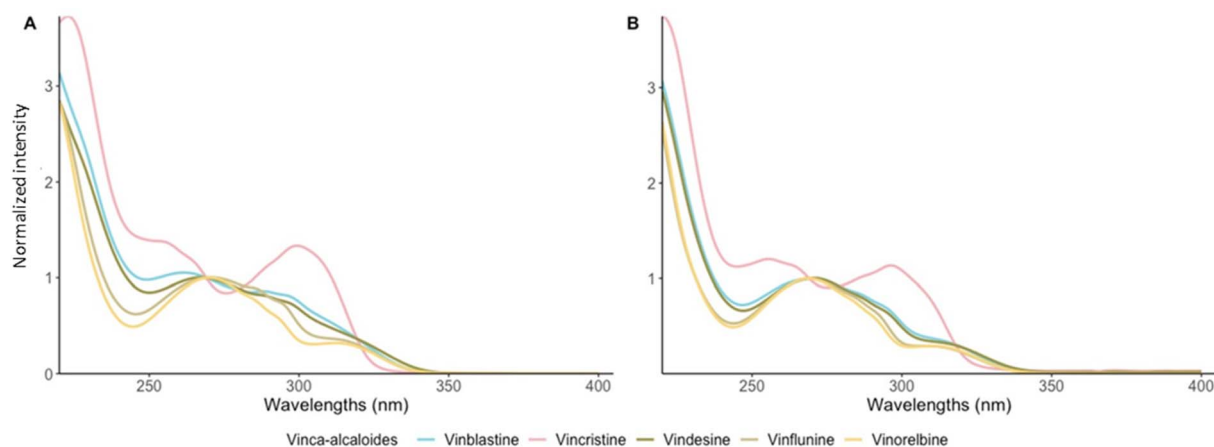 A
B
Normalized intensity
3
2
1
0
250
300
350
400
Wavelengths (nm)
3
2
1
250
300
350
400
Wavelengths (nm)
Vinca-alcaloides Vinblastine Vincristine Vindesine Vinflunine Vinorelbine